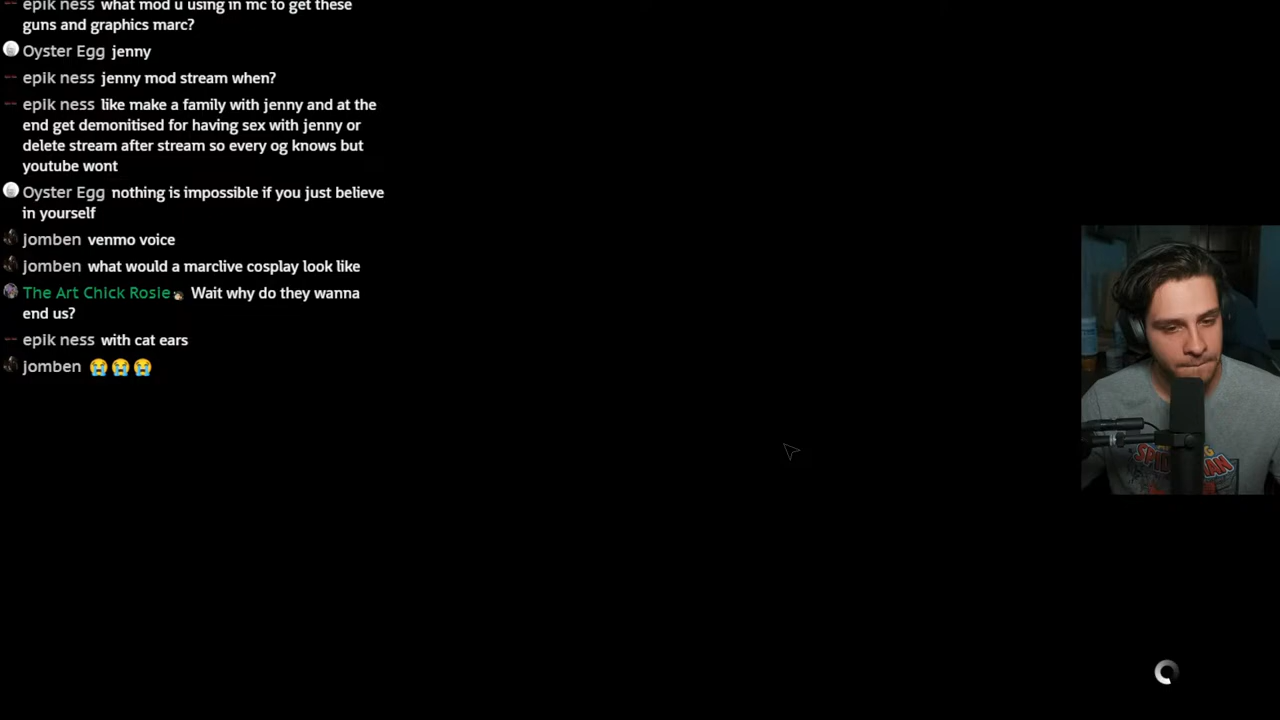 epik ness what mod u using in mc to get these
guns and graphics marc?
Oyster Egg jenny
epik ness jenny mod stream when?
epik ness like make a family with jenny and at the
end get demonitised for having sex with jenny or
delete stream after stream so every og knows but
youtube wont
Oyster Egg nothing is impossible if you just believe
in yourself
jomben venmo voice
jomben what would a marclive cosplay look like
The Art Chick Rosie Wait why do they wanna
end us?
epik ness with cat ears
jomben 😭😭😭